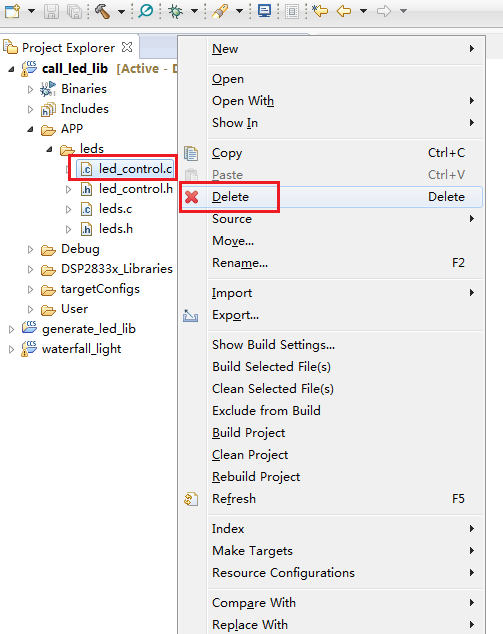 Project Explorer
call_led_lib [Active - D
Binaries
Includes
APP
leds
led_control.c
led_control.h
leds.c
leds.h
Debug
DSP2833x_Libraries
targetConfigs
User
generate_led_lib
waterfall_light
New
Open
Open With
Show In
Copy Ctrl+C
Paste Ctrl+V
Delete Delete
Source
Move...
Rename... F2
Import
Export...
Show Build Settings...
Build Selected File(s)
Clean Selected File(s)
Exclude from Build
Build Project
Clean Project
Rebuild Project
Refresh F5
Index
Make Targets
Resource Configurations
Compare With
Replace With